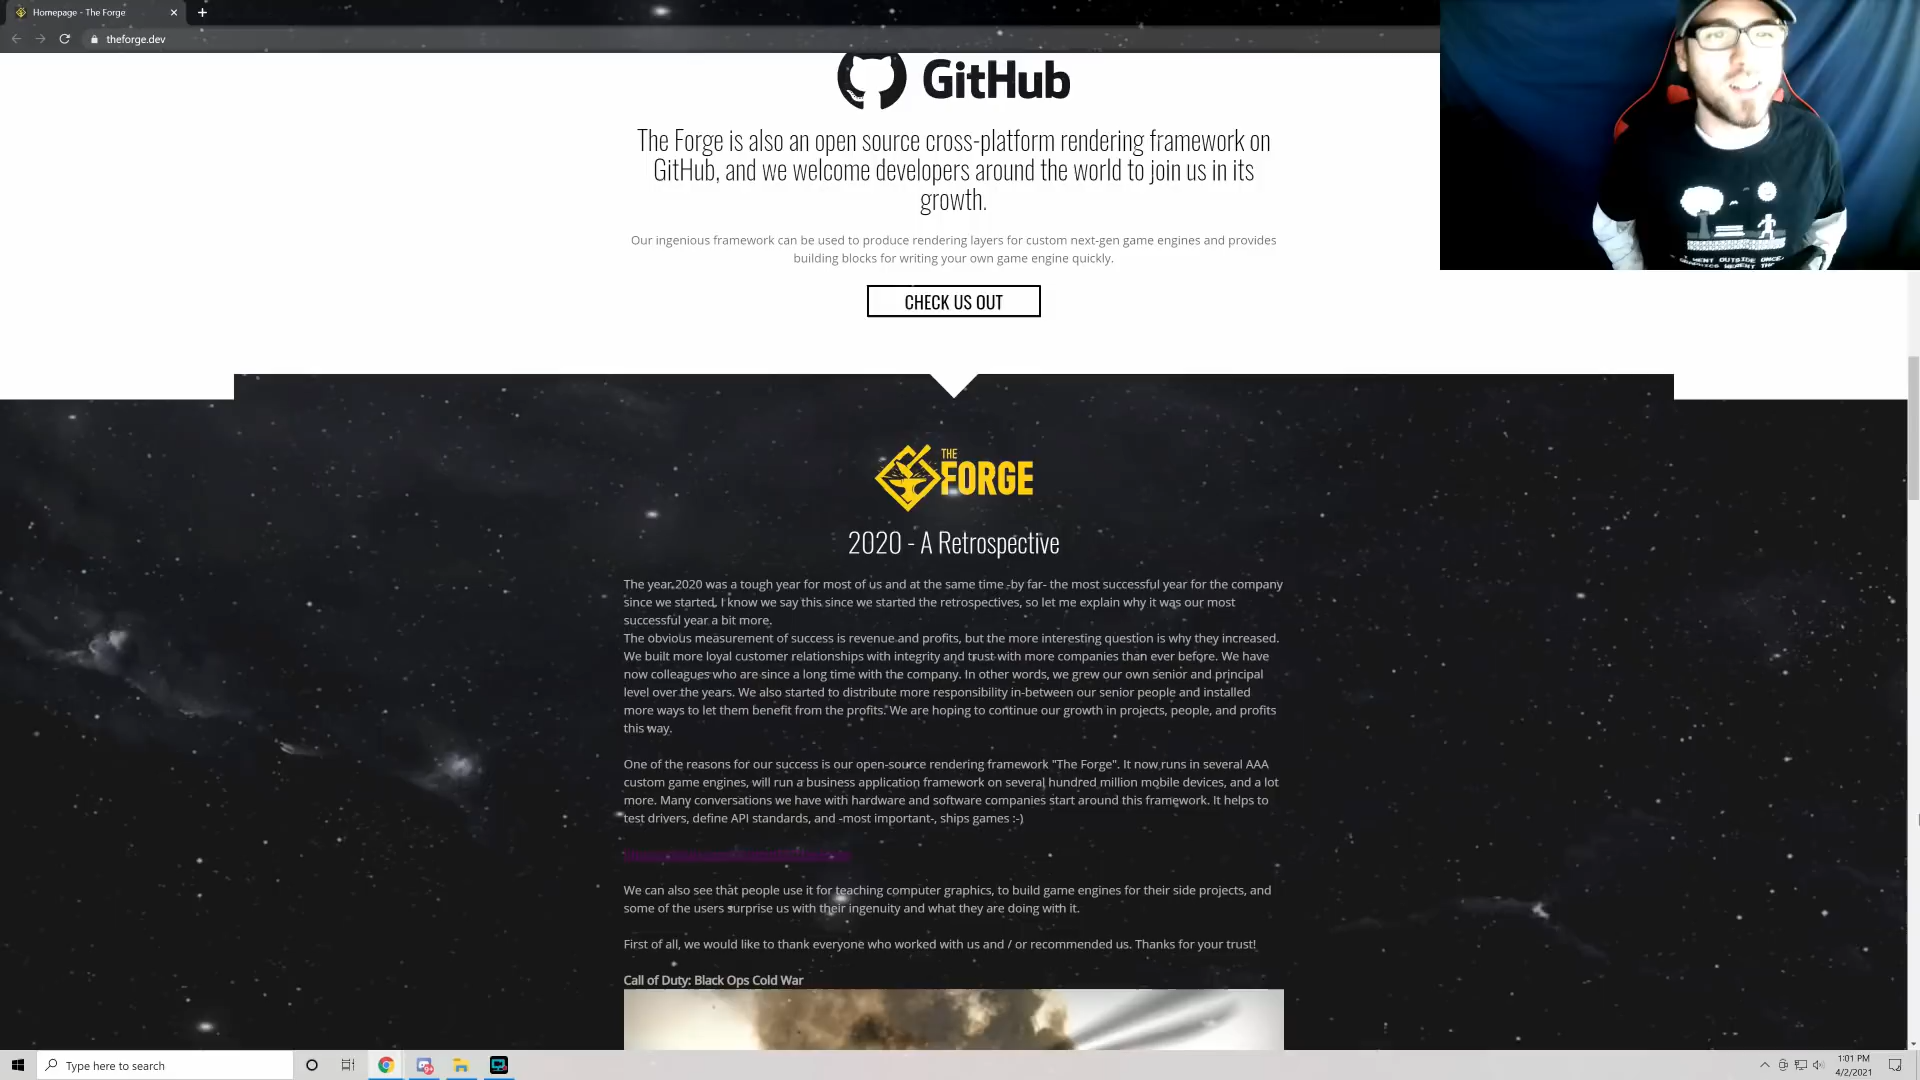 Homepage - The Forge
theforge.dev
GitHub
The Forge is also an open source cross-platform rendering framework on
GitHub, and we welcome developers around the world to join us in its
growth.
Our ingenious framework can be used to produce rendering layers for custom next-gen game engines and provides
building blocks for writing your own game engine quickly.
CHECK US OUT
THE
FORGE
2020 - A Retrospective
The year 2020 was a tough year for most of us and at the same time -by far- the most successful year for the company
since we started. I know we say this since we started the retrospectives, so let me explain why it was our most
successful year a bit more.
The obvious measurement of success is revenue and profits, but the more interesting question is why they increased.
We built more loyal customer relationships with integrity and trust with more companies than ever before. We have
now colleagues who are since a long time with the company. In other words, we grew our own senior and principal
level over the years. We also started to distribute more responsibility in-between our senior people and installed
more ways to let them benefit from the profits. We are hoping to continue our growth in projects, people, and profits
this way.
One of the reasons for our success is our open-source rendering framework "The Forge". It now runs in several AAA
custom game engines, will run a business application framework on several hundred million mobile devices, and a lot
more. Many conversations we have with hardware and software companies start around this framework. It helps to
test drivers, define API standards, and -most important-, ships games :-)
We can also see that people use it for teaching computer graphics, to build game engines for their side projects, and
some of the users surprise us with their ingenuity and what they are doing with it.
First of all, we would like to thank everyone who worked with us and / or recommended us. Thanks for your trust!
Call of Duty: Black Ops Cold War
I WENT OUTSIDE ONCE,
GRAPHICS WEREN'T THE
Type here to search
1:01 PM
4/2/2021